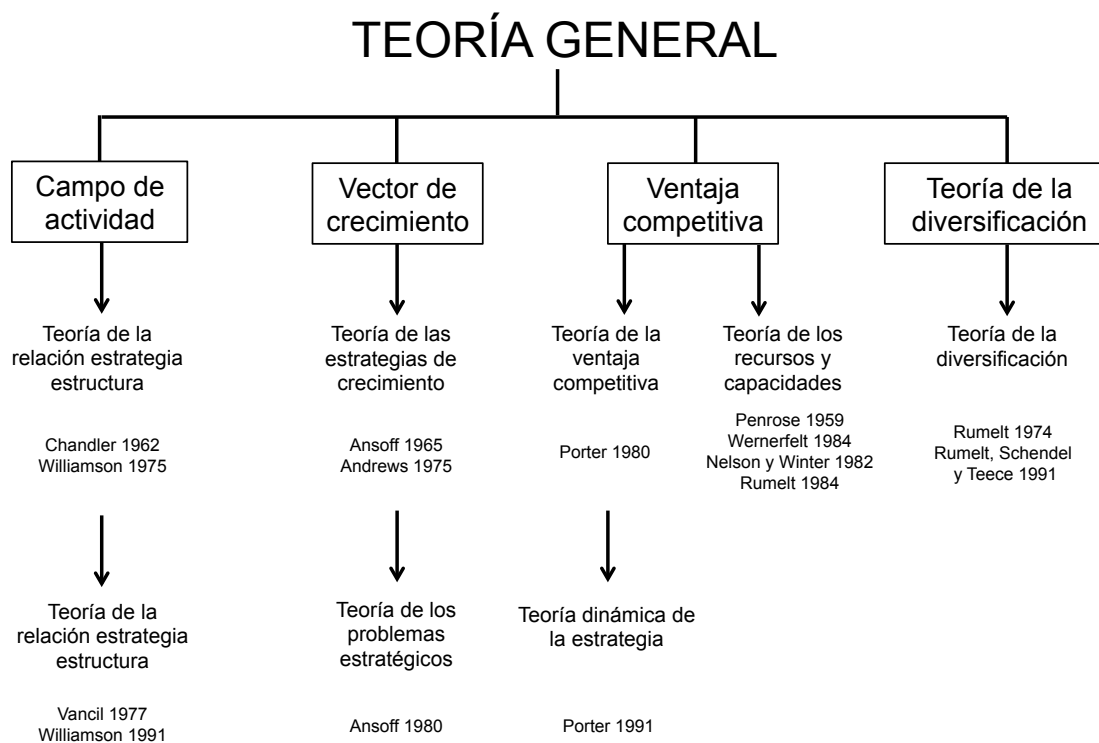 TEORÍA GENERAL
Campo de
actividad
Vector de
crecimiento
Ventaja
competitiva
Teoría de la
diversificación
Teoría de la
relación estrategia
estructura
Teoría de las
estrategias de
crecimiento
Teoría de la
ventaja
competitiva
Teoría de los
recursos y
capacidades
Teoría de la
diversificación
Chandler 1962
Williamson 1975
Ansoff 1965
Andrews 1975
Porter 1980
Penrose 1959
Wernerfelt 1984
Nelson y Winter 1982
Rumelt 1984
Rumelt 1974
Rumelt, Schendel
y Teece 1991
Teoría de la
relación estrategia
estructura
Teoría de los
problemas
estratégicos
Teoría dinámica de
la estrategia
Vancil 1977
Williamson 1991
Ansoff 1980
Porter 1991